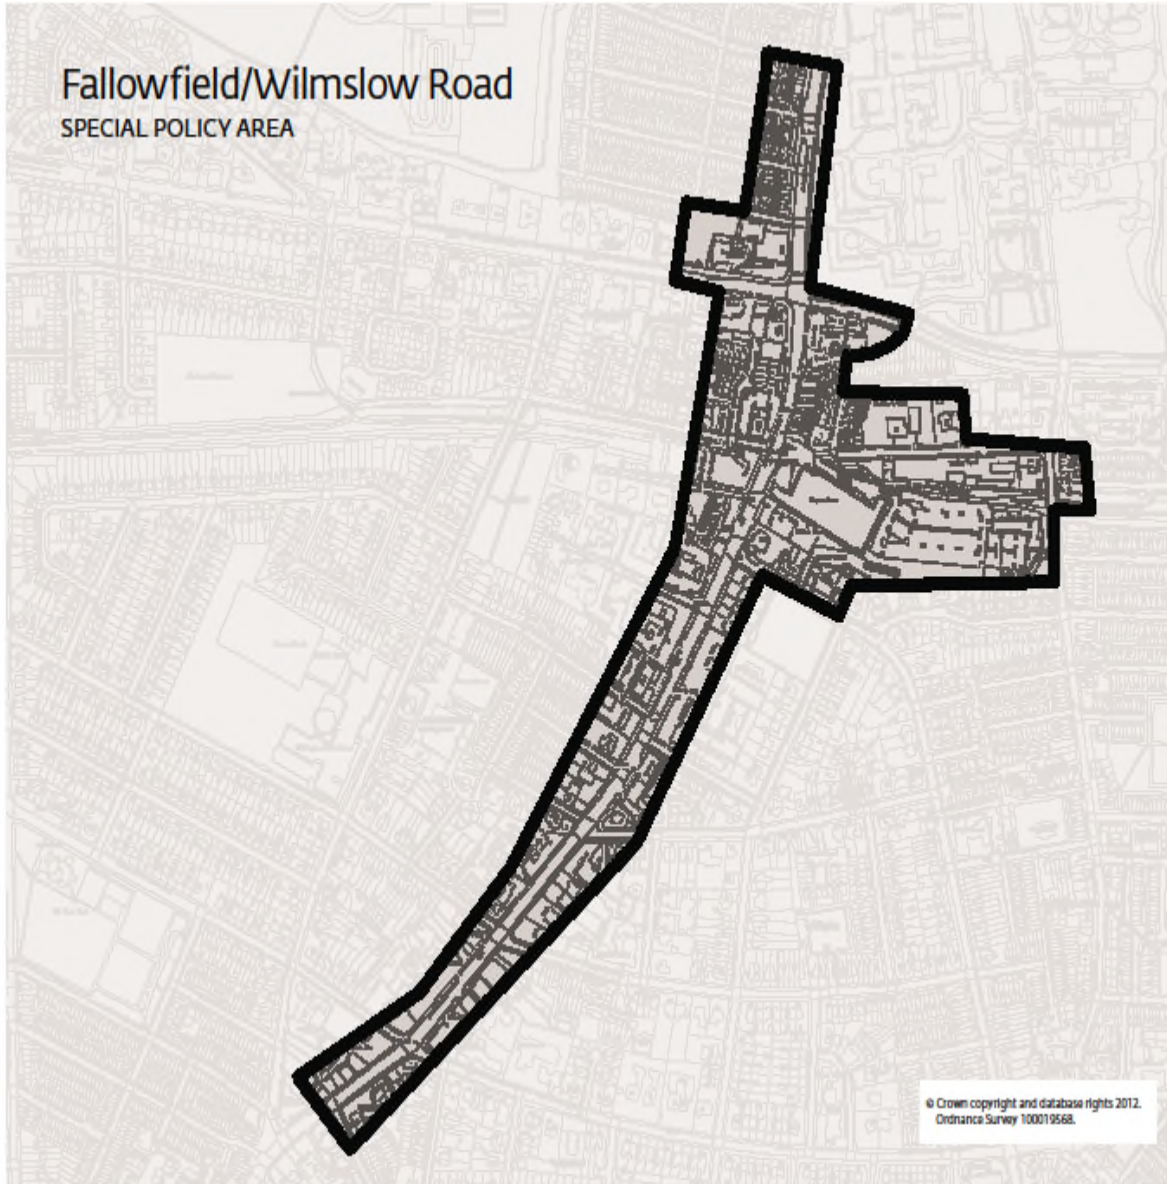 Fallowfield/Wilmslow Road
SPECIAL POLICY AREA
© Crown copyright and database rights 2012.
Ordnance Survey 100019568.